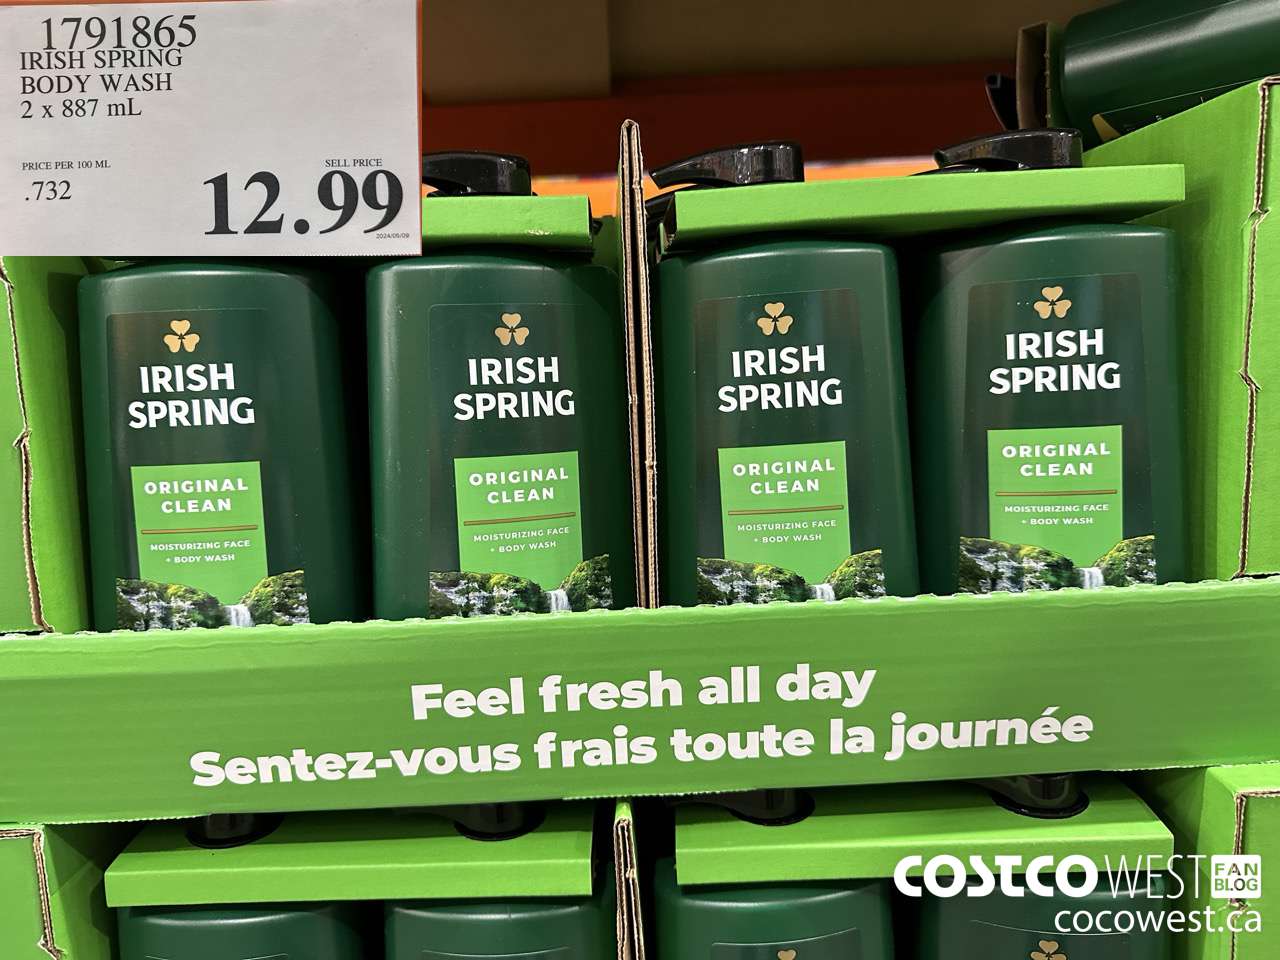 1791865
IRISH SPRING
BODY WASH
2 x 887 mL
PRICE PER 100 ML
.732
SELL PRICE
12.99
2024/09/09
IRISH
SPRING
ORIGINAL
CLEAN
MOISTURIZING FACE
+ BODY WASH
IRISH
SPRING
ORIGINAL
CLEAN
MOISTURIZING FACE
+ BODY WASH
IRISH
SPRING
ORIGINAL
CLEAN
MOISTURIZING FACE
+ BODY WASH
IRISH
SPRING
ORIGINAL
CLEAN
MOISTURIZING FACE
+ BODY WASH
Feel fresh all day
Sentez-vous frais toute la journée
COSTCO WEST FAN BLOG
cocowest.ca